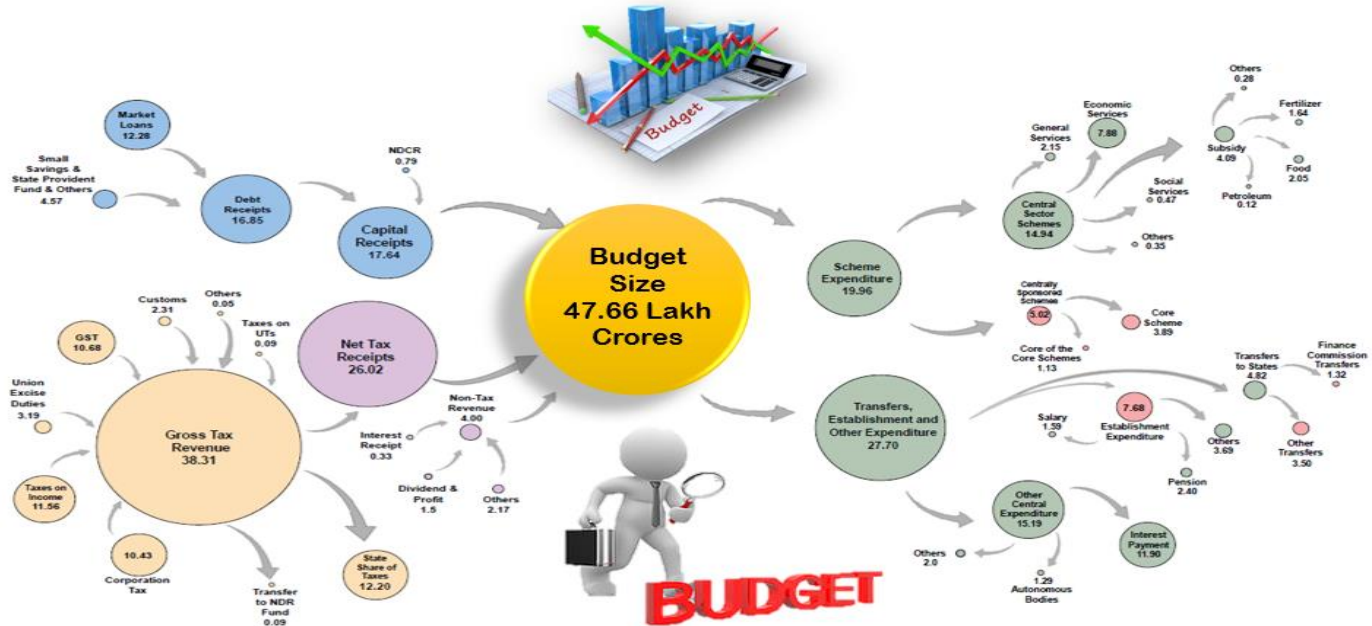 Budget
Market
Loans
12.28
Small
Savings &
State Provident
Fund & Others
4.57
Debt
Receipts
16.85
NDCR
0.79
Capital
Receipts
17.64
Customs
2.31
Others
0.05
Taxes on
UTs
0.09
GST
10.68
Union
Excise
Duties
3.19
Gross Tax
Revenue
38.31
Taxes on
Income
11.56
10.43
Corporation
Tax
Transfer
to NDR
Fund
0.09
State
Share of
Taxes
12.20
Net Tax
Receipts
26.02
Non-Tax
Revenue
4.00
Interest
Receipt
0.33
Dividend &
Profit
1.5
Others
2.17
Budget
Size
47.66 Lakh
Crores
Scheme
Expenditure
19.96
General
Services
2.15
Economic
Services
7.88
Central
Sector
Schemes
14.94
Social
Services
0.47
Others
0.35
Others
0.28
Fertilizer
1.64
Subsidy
4.09
Food
2.05
Petroleum
0.12
Centrally
Sponsored
Schemes
5.02
Core
Scheme
3.89
Core of the
Core Schemes
1.13
Transfers,
Establishment and
Other Expenditure
27.70
Transfers
to States
4.82
Finance
Commission
Transfers
1.32
Other
Transfers
3.50
7.68
Establishment
Expenditure
Salary
1.59
Others
3.69
Pension
2.40
Other
Central
Expenditure
15.19
Interest
Payment
11.90
Others
2.0
1.29
Autonomous
Bodies
BUDGET